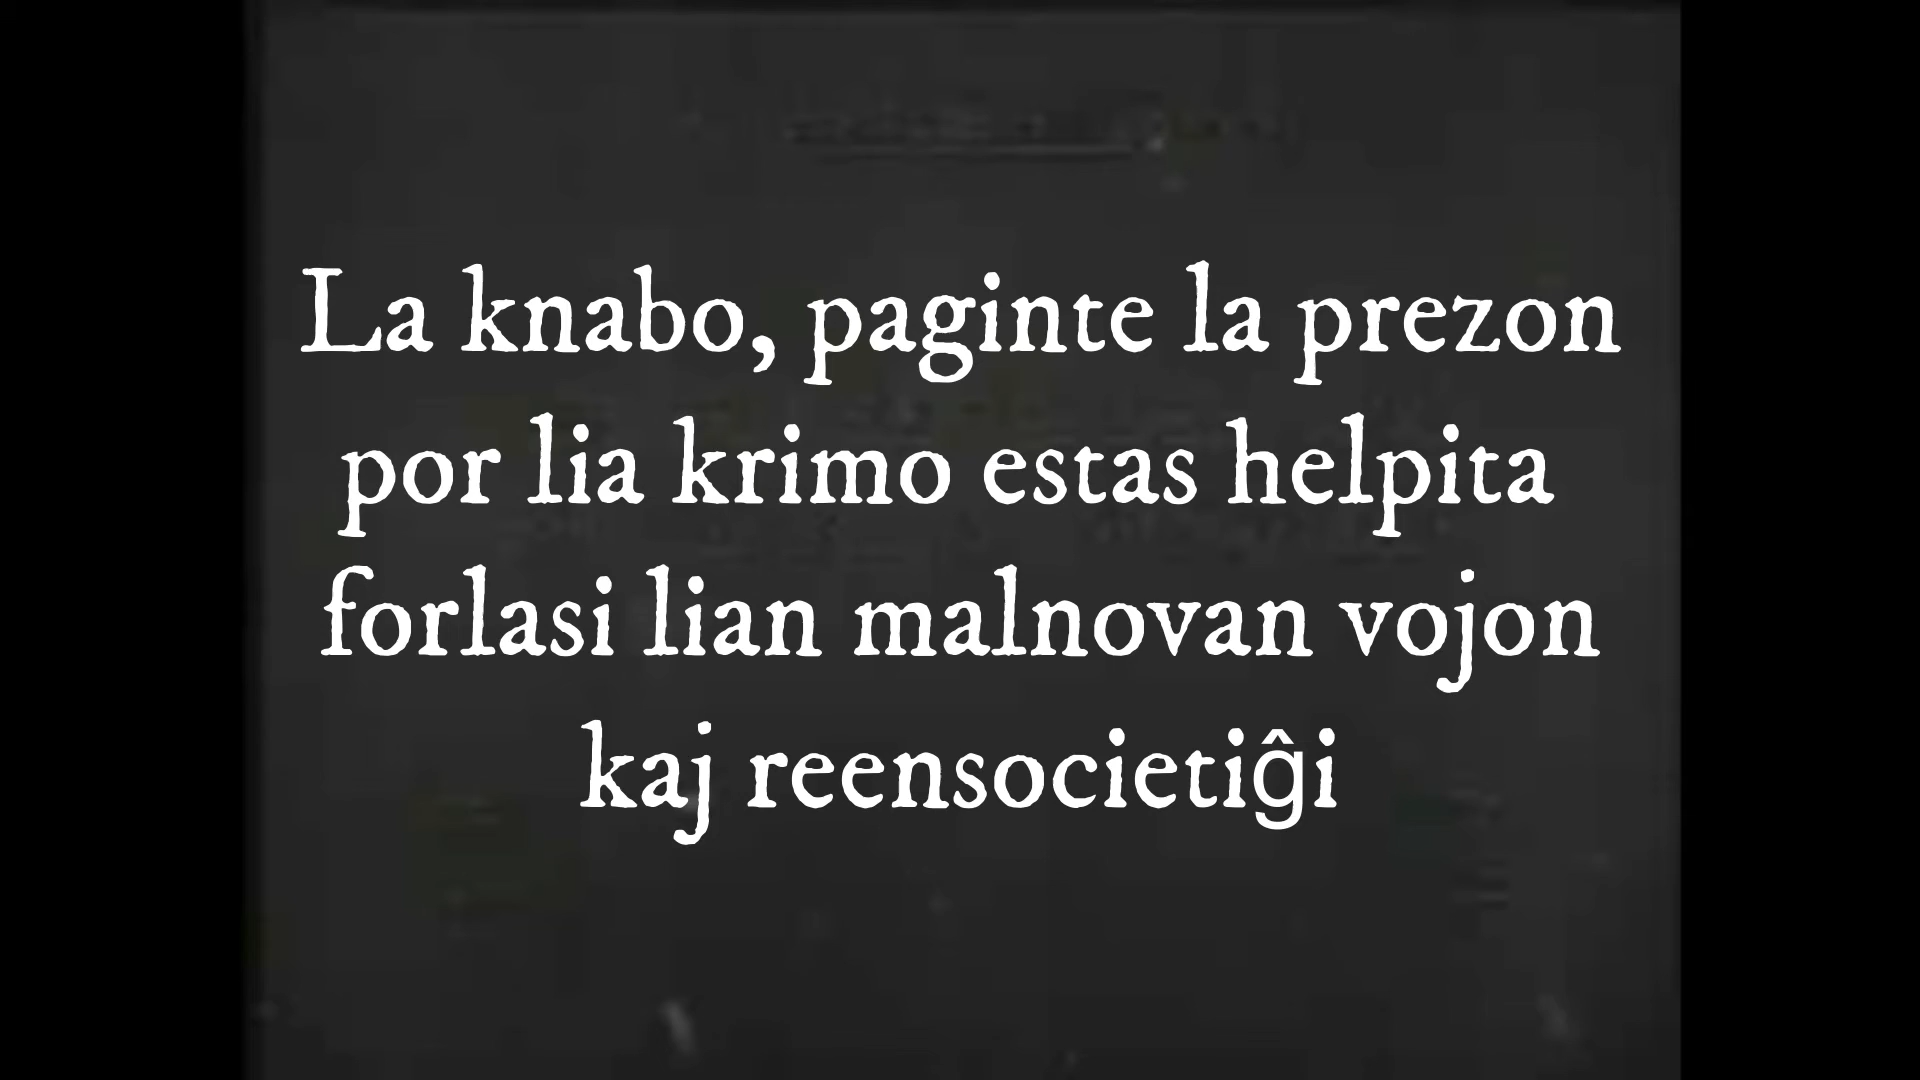 La knabo, paginte la prezon
por lia krimo estas helpita
forlasi lian malnovan vojon
kaj reensocietiĝi